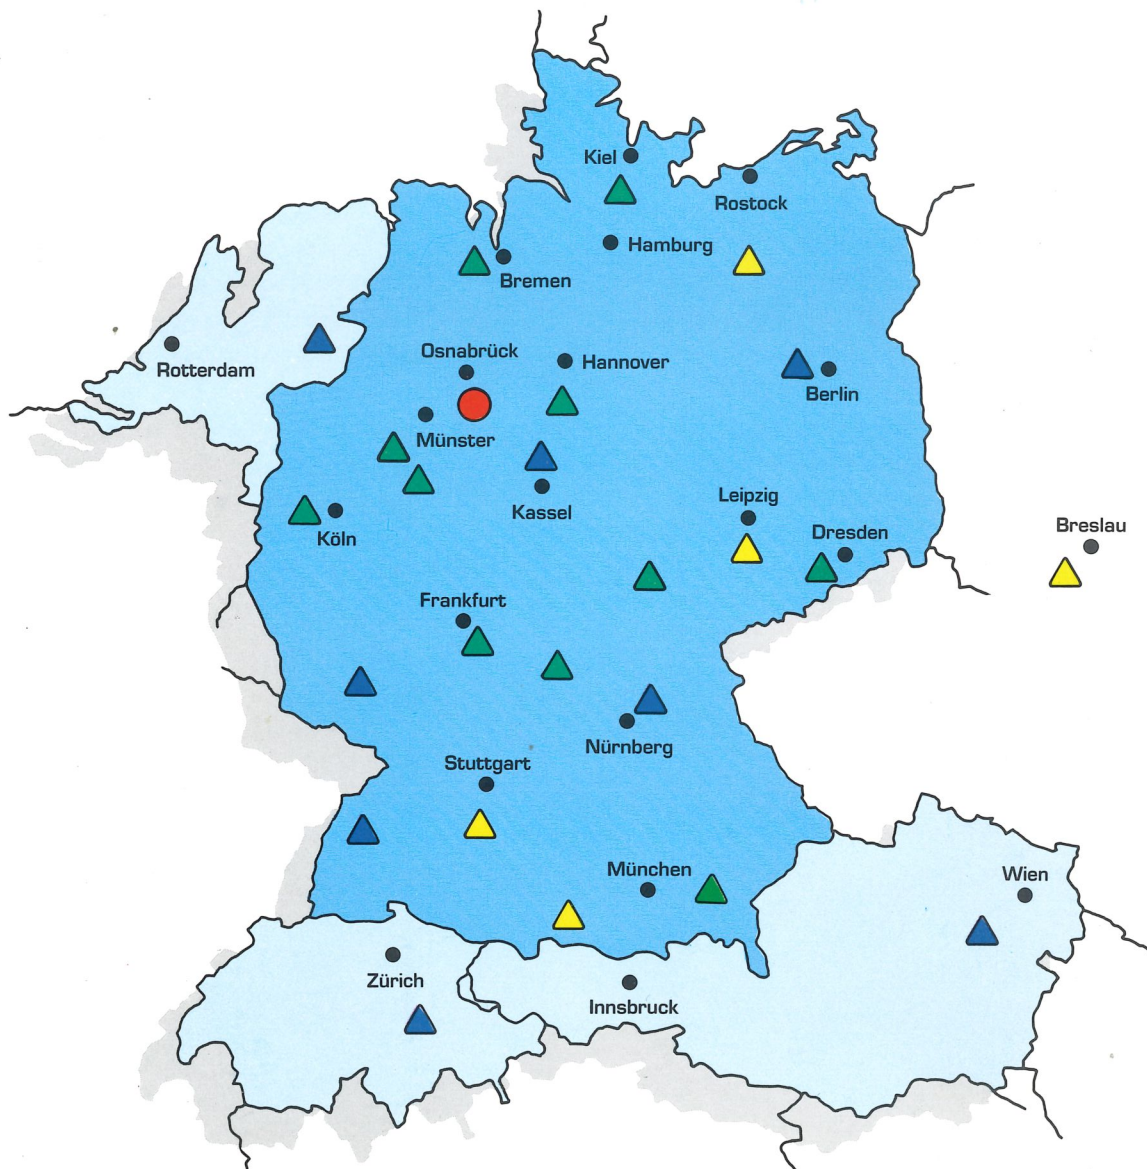 Kiel
Rostock
Hamburg
Bremen
Osnabrück
Hannover
Rotterdam
Berlin
Münster
Leipzig
Kassel
Breslau
Dresden
Köln
Frankfurt
Nürnberg
Stuttgart
München
Wien
Zürich
Innsbruck